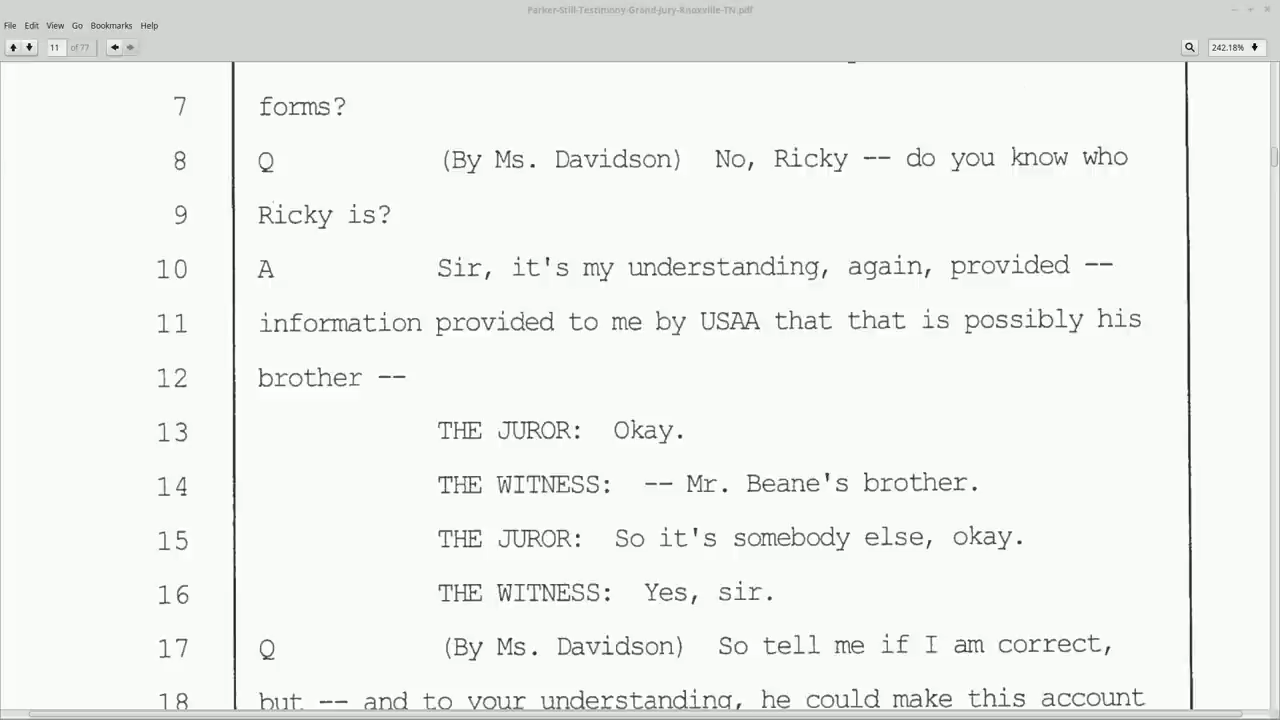 Parker-Still-Testimony-Grand-Jury-Knoxville-TN.pdf
File Edit View Go Bookmarks Help
11 of 77 242.18%
7 forms?
8 Q (By Ms. Davidson) No, Ricky -- do you know who
9 Ricky is?
10 A Sir, it's my understanding, again, provided --
11 information provided to me by USAA that that is possibly his
12 brother --
13 THE JUROR: Okay.
14 THE WITNESS: -- Mr. Beane's brother.
15 THE JUROR: So it's somebody else, okay.
16 THE WITNESS: Yes, sir.
17 Q (By Ms. Davidson) So tell me if I am correct,
18 but -- and to your understanding, he could make this account